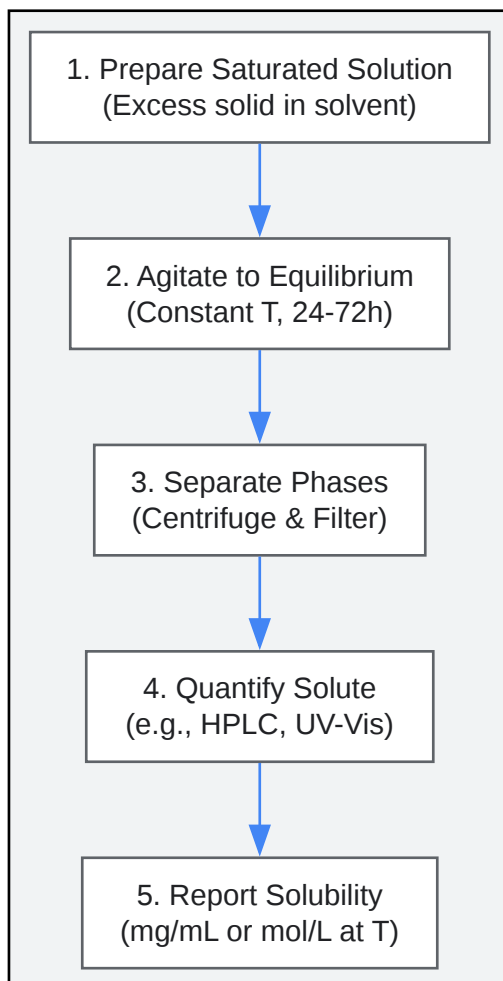 1. Prepare Saturated Solution
(Excess solid in solvent)
2. Agitate to Equilibrium
(Constant T, 24-72h)
3. Separate Phases
(Centrifuge & Filter)
4. Quantify Solute
(e.g., HPLC, UV-Vis)
5. Report Solubility
(mg/mL or mol/L at T)